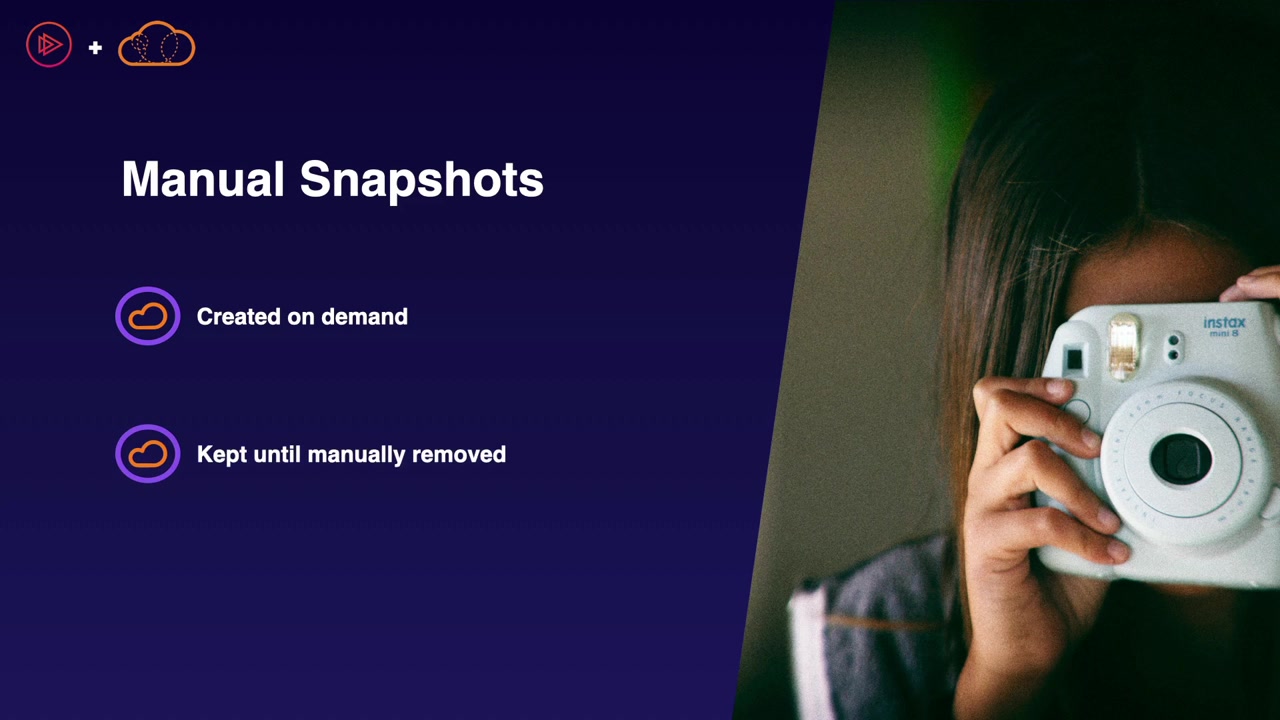 Manual Snapshots
Created on demand
Kept until manually removed
instax
mini 8